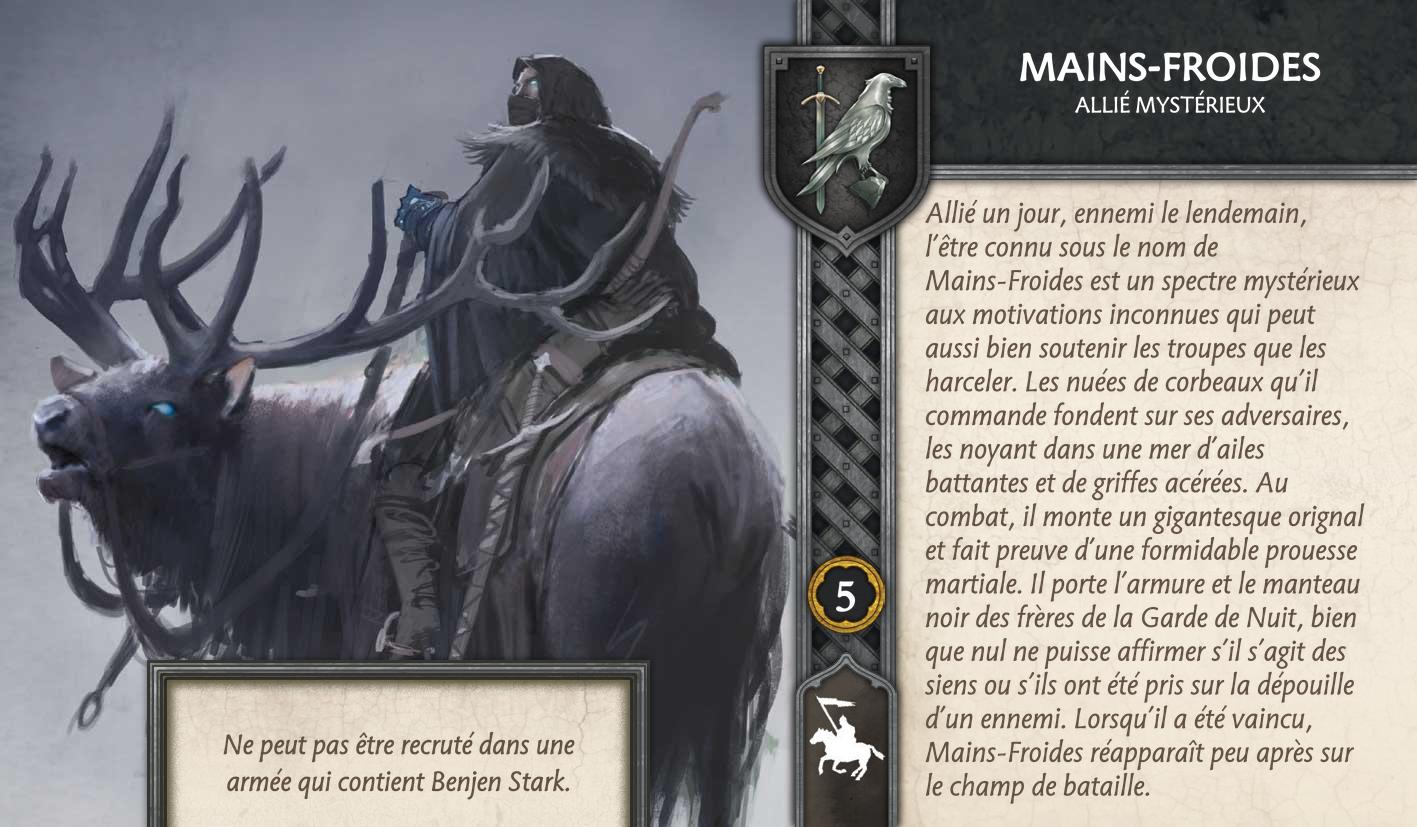 MAINS-FROIDES
ALLIÉ MYSTÉRIEUX
Allié un jour, ennemi le lendemain,
l'être connu sous le nom de
Mains-Froides est un spectre mystérieux
aux motivations inconnues qui peut
aussi bien soutenir les troupes que les
harceler. Les nuées de corbeaux qu'il
commande fondent sur ses adversaires,
les noyant dans une mer d'ailes
battantes et de griffes acérées. Au
combat, il monte un gigantesque orignal
et fait preuve d'une formidable prouesse
martiale. Il porte l'armure et le manteau
noir des frères de la Garde de Nuit, bien
que nul ne puisse affirmer s'il s'agit des
siens ou s'ils ont été pris sur la dépouille
d'un ennemi. Lorsqu'il a été vaincu,
Mains-Froides réapparaît peu après sur
le champ de bataille.
5
Ne peut pas être recruté dans une
armée qui contient Benjen Stark.